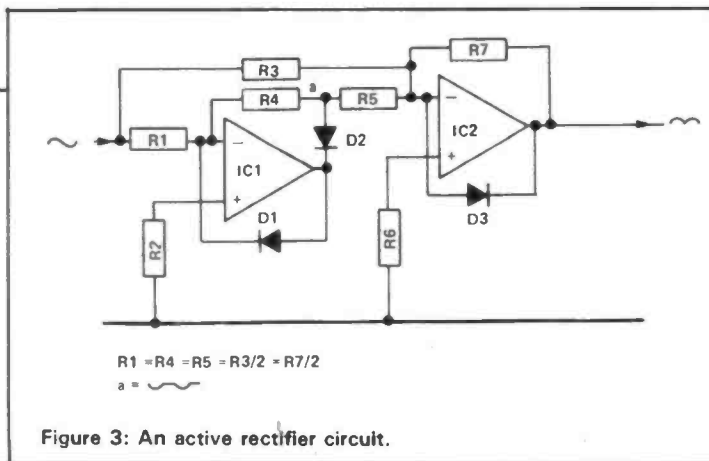 R7
R3
a
R4
R5
R1
−
IC1
+
D2
−
IC2
+
D1
D3
R2
R6
R1 =R4 =R5 = R3/2 = R7/2
a =
Figure 3: An active rectifier circuit.